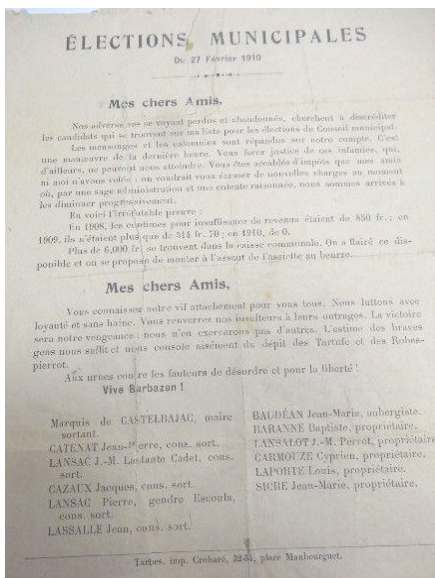 ÉLECTIONS MUNICIPALES
Du 27 Février 1910
Mes chers Amis,
Nos adversaires se voyant perdus et abandonnés, cherchent à discréditer
les candidats qui se trouvent sur ma liste pour les élections du Conseil municipal.
Les mensonges et les calomnies sont répandus sur notre compte. C'est
une manœuvre de la dernière heure. Vous ferez justice de ces infamies, qui,
d'ailleurs, ne peuvent nous atteindre. Vous êtes accablés d'impôts que mes amis
ni moi n'avons votés : on voudrait vous écraser de nouvelles charges au moment
où, par une sage administration et une entente raisonnée, nous sommes arrivés à
les diminuer progressivement.
En voici l'irréfutable preuve :
En 1908, les centimes pour insuffisance de revenus étaient de 850 fr. ; en
1909, ils n'étaient plus que de 314 fr. 70 ; en 1910, de 0.
Plus de 6,000 fr. se trouvent dans la caisse communale. On a flairé ce dis-
ponible et on se propose de monter à l'assaut de l'assiette au beurre.
Mes chers Amis,
Vous connaissez notre vif attachement pour vous tous. Nous luttons avec
loyauté et sans haine. Vous renverrez nos insulteurs à leurs outrages. La victoire
sera notre vengeance : nous n'en exercerons pas d'autres. L'estime des braves
gens nous suffit et nous console aisément du dépit des Tartufe et des Robes-
pierrot.
Aux urnes contre les fauteurs de désordre et pour la liberté !
Vive Barbazan !
Marquis de CASTELBAJAC, maire
sortant.
CATENAT Jean-Pierre, cons. sort.
LANSAC J.-M. Lastante Cadet, cons.
sort.
CAZAUX Jacques, cons. sort.
LANSAC Pierre, gendre Escoula,
cons. sort.
LASSALLE Jean, cons. sort.
BAUDÉAN Jean-Marie, aubergiste.
BARANNE Baptiste, propriétaire.
LANSALOT J.-M. Perrot, propriétaire
CARMOUZE Cyprien, propriétaire.
LAPORTE Louis, propriétaire.
SICRE Jean-Marie, propriétaire.
Tarbes, imp. Croharé, place Maubourguet.